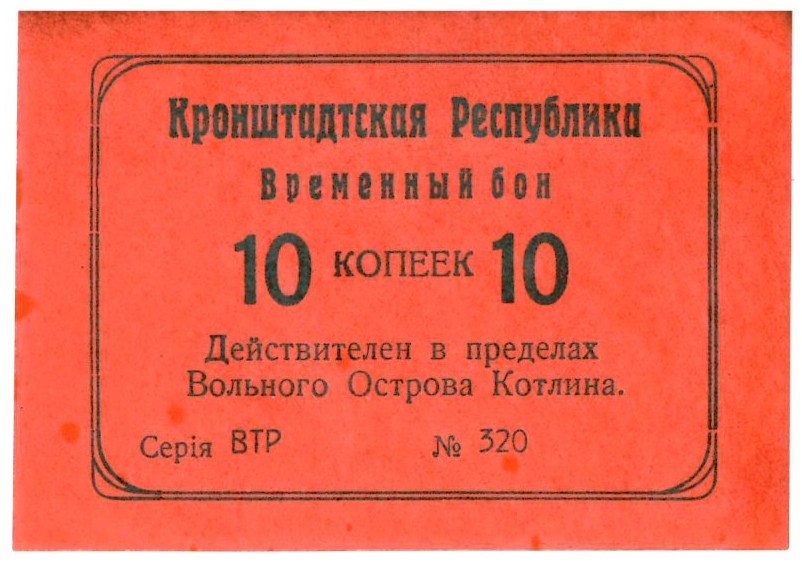 Кронштадтская Республика
Временный бон
10 КОПЕЕК 10
Действителен в пределах
Вольного Острова Котлина.
Серія ВТР № 320